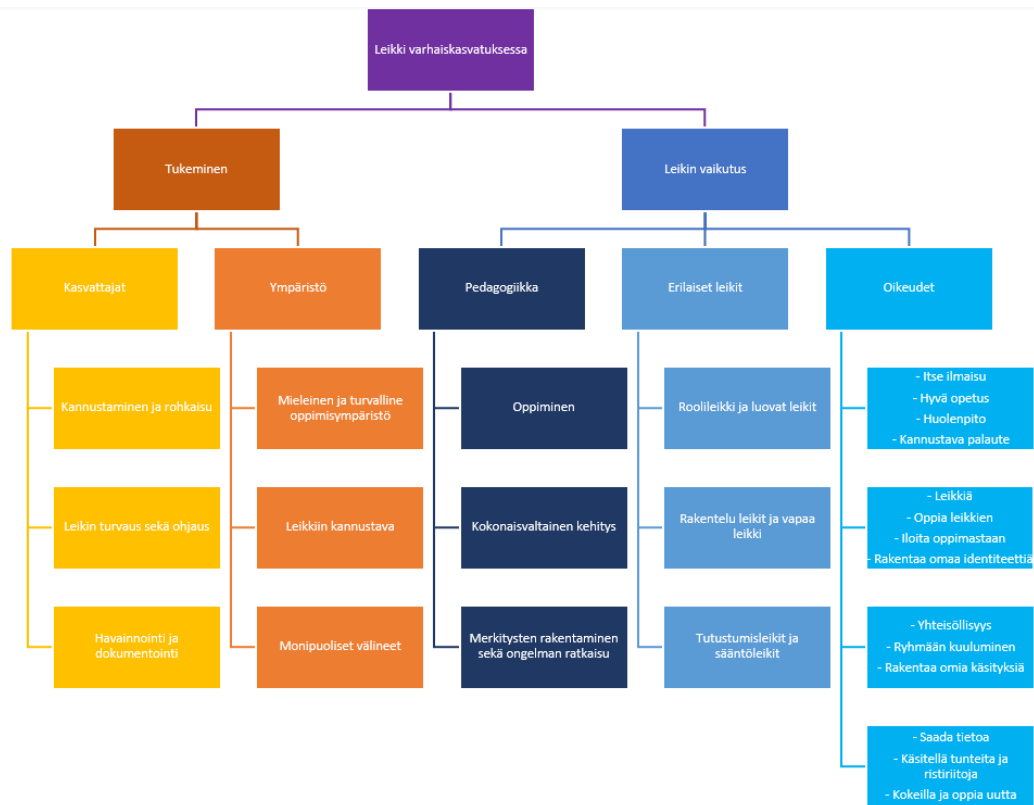 Leikki varhaiskasvatuksessa
Tukeminen
Leikin vaikutus
Kasvattajat
Ympäristö
Pedagogiikka
Erilaiset leikit
Oikeudet
Kannustaminen ja rohkaisu
Leikin turvaus sekä ohjaus
Havainnointi ja
dokumentointi
Mieleinen ja turvalline
oppimisympäristö
Leikkiin kannustava
Monipuoliset välineet
Oppiminen
Kokonaisvaltainen kehitys
Merkitysten rakentaminen
sekä ongelman ratkaisu
Roolileikki ja luovat leikit
Rakentelu leikit ja vapaa
leikki
Tutustumisleikit ja
sääntöleikit
- Itse ilmaisu
- Hyvä opetus
- Huolenpito
- Kannustava palaute
- Leikkiä
- Oppia leikkien
- Iloita oppimastaan
- Rakentaa omaa identiteettiä
- Yhteisöllisyys
- Ryhmään kuuluminen
- Rakentaa omia käsityksiä
- Saada tietoa
- Käsitellä tunteita ja
ristiriitoja
- Kokeilla ja oppia uutta